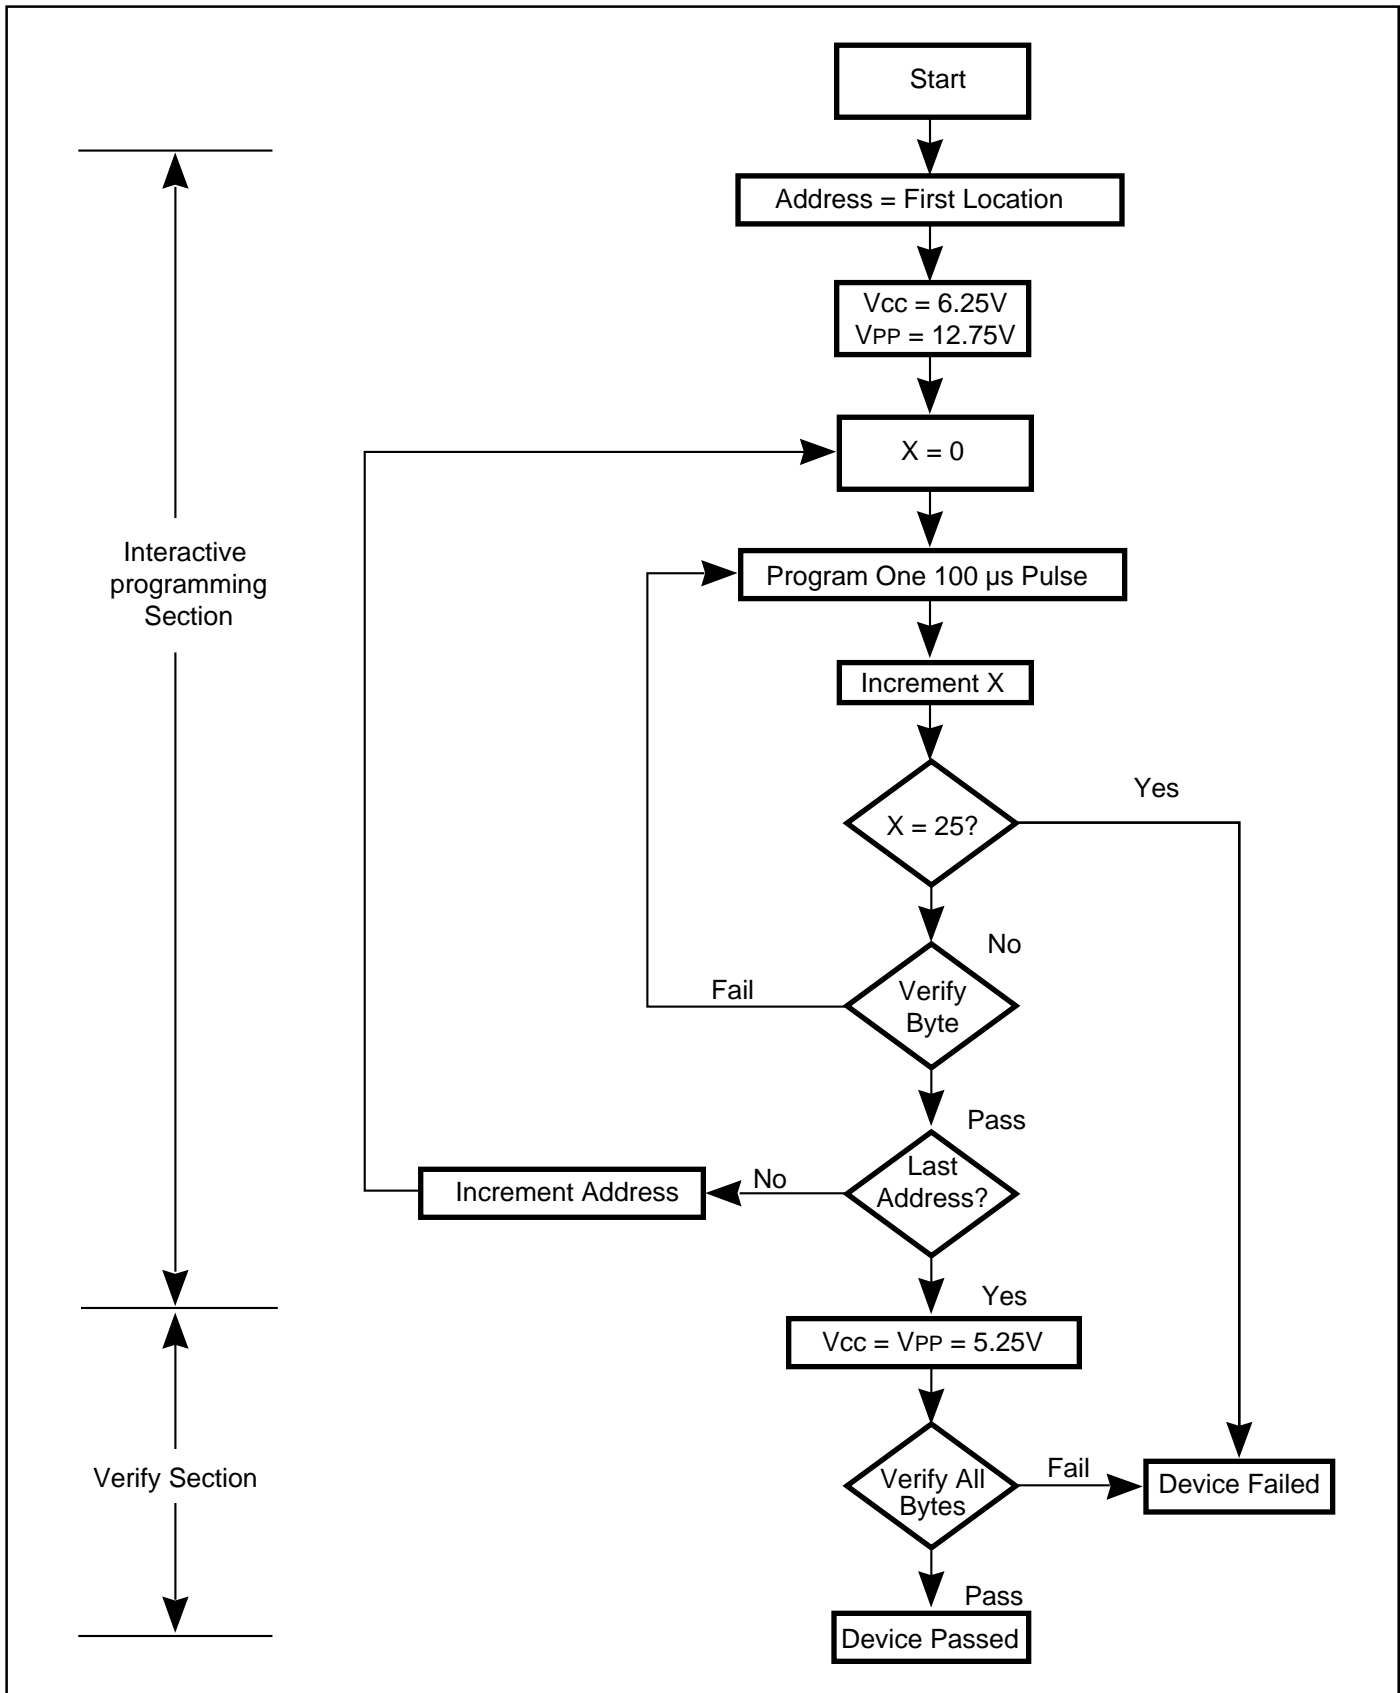 Start
Address = First Location
Vcc = 6.25V
VPP = 12.75V
X = 0
Interactive
programming
Section
Program One 100 µs Pulse
Increment X
X = 25?
Yes
No
Verify
Byte
Fail
Pass
Last
Address?
No
Increment Address
Yes
Vcc = VPP = 5.25V
Verify Section
Verify All
Bytes
Fail
Device Failed
Pass
Device Passed